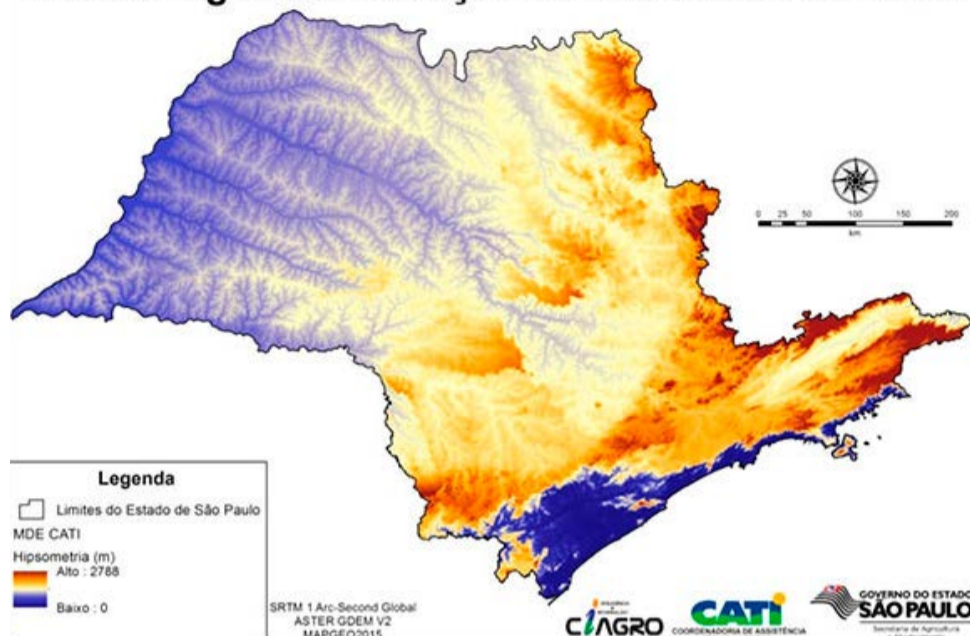 0 25 50 100 150 200
km
Legenda
Limites do Estado de São Paulo
MDE CATI
Hipsometria (m)
Alto : 2788
Baixo : 0
SRTM 1 Arc-Second Global
ASTER GDEM V2
MAPGEO2015
CIAGRO
CATI
COORDENADORIA DE ASSISTÊNCIA
GOVERNO DO ESTADO
SÃO PAULO
Secretaria de Agricultura